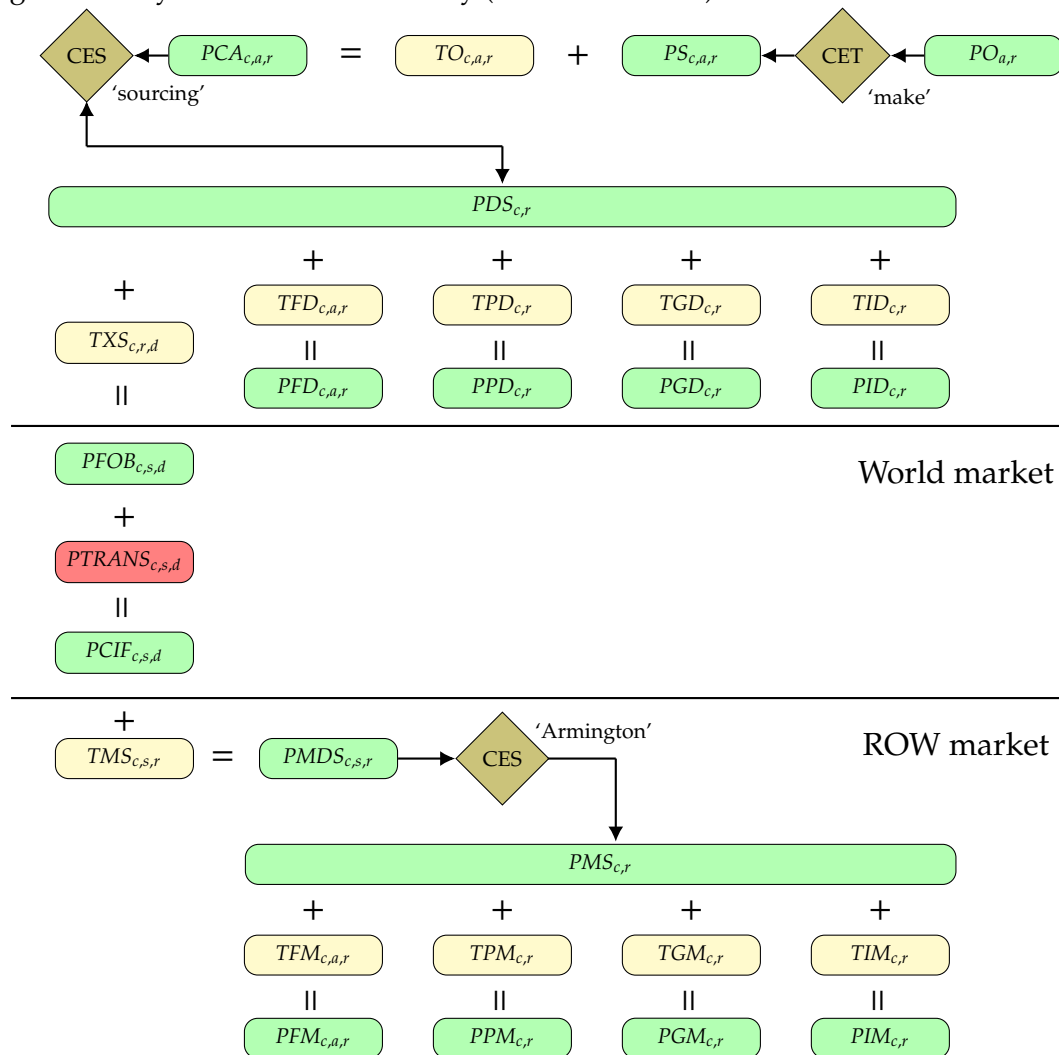 CES PCA_{c,a,r} = TO_{c,a,r} + PS_{c,a,r} CET PO_{a,r}
'sourcing' 'make'
PDS_{c,r}
+ + + + +
TFD_{c,a,r} TPD_{c,r} TGD_{c,r} TID_{c,r}
TXS_{c,r,d}
= = = = =
PFD_{c,a,r} PPD_{c,r} PGD_{c,r} PID_{c,r}
PFOB_{c,s,d} World market
+
PTRANS_{c,s,d}
=
PCIF_{c,s,d}
+ 'Armington'
TMS_{c,s,r} = PMDS_{c,s,r} CES ROW market
PMS_{c,r}
+ + + +
TFM_{c,a,r} TPM_{c,r} TGM_{c,r} TIM_{c,r}
= = = =
PFM_{c,a,r} PPM_{c,r} PGM_{c,r} PIM_{c,r}